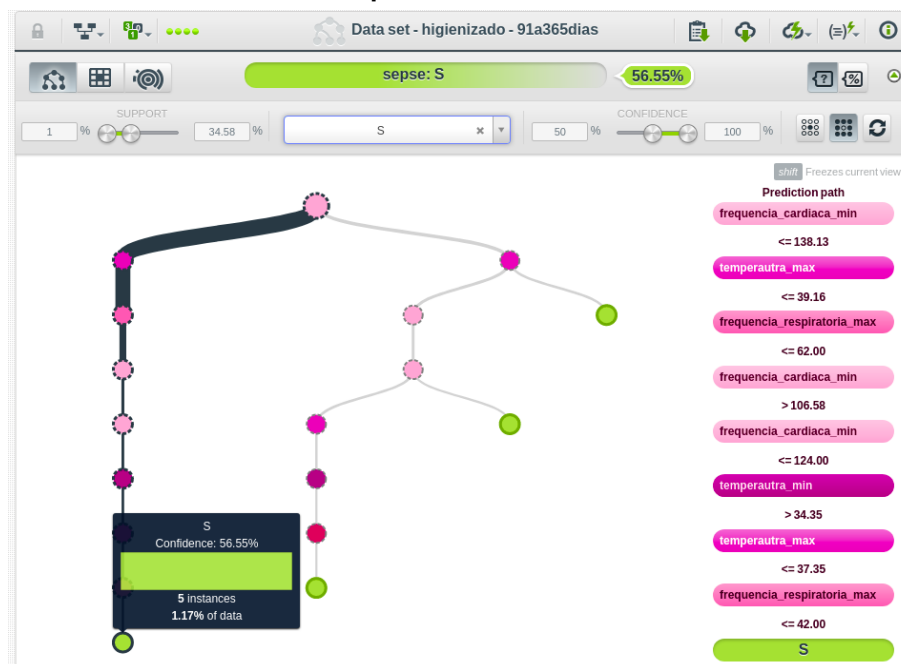 Data set - higienizado - 91a365dias
sepse: S
56.55%
SUPPORT
1 %
34.58 %
S
CONFIDENCE
50 %
100 %
shift Freezes current view
Prediction path
frequencia_cardiaca_min
<= 138.13
temperautra_max
<= 39.16
frequencia_respiratoria_max
<= 62.00
frequencia_cardiaca_min
> 106.58
frequencia_cardiaca_min
<= 124.00
temperautra_min
> 34.35
temperautra_max
<= 37.35
frequencia_respiratoria_max
<= 42.00
S
S
Confidence: 56.55%
5 instances
1.17% of data